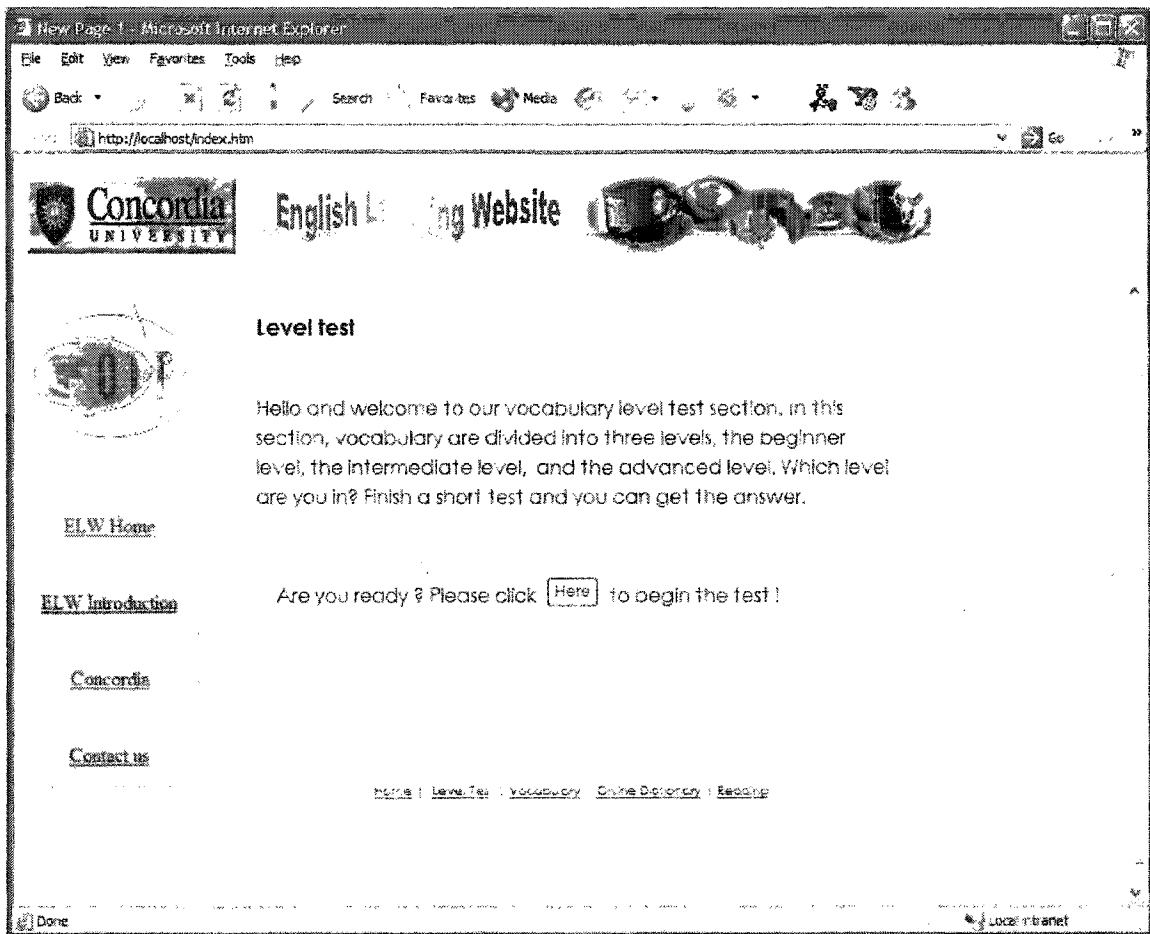 New Page 1 - Microsoft Internet Explorer
File Edit View Favorites Tools Help
Back Search Favorites Media
http://localhost/index.htm Go
Concordia
UNIVERSITY
English L ng Website
Level test
Hello and welcome to our vocabulary level test section. In this
section, vocabulary are divided into three levels, the beginner
level, the intermediate level, and the advanced level. Which level
are you in? Finish a short test and you can get the answer.
ELW Home
Are you ready ? Please click Here to begin the test !
ELW Introduction
Concordia
Contact us
Home | Level Tes | Vocabulary | Online Dictionary | Reading
Done Local intranet